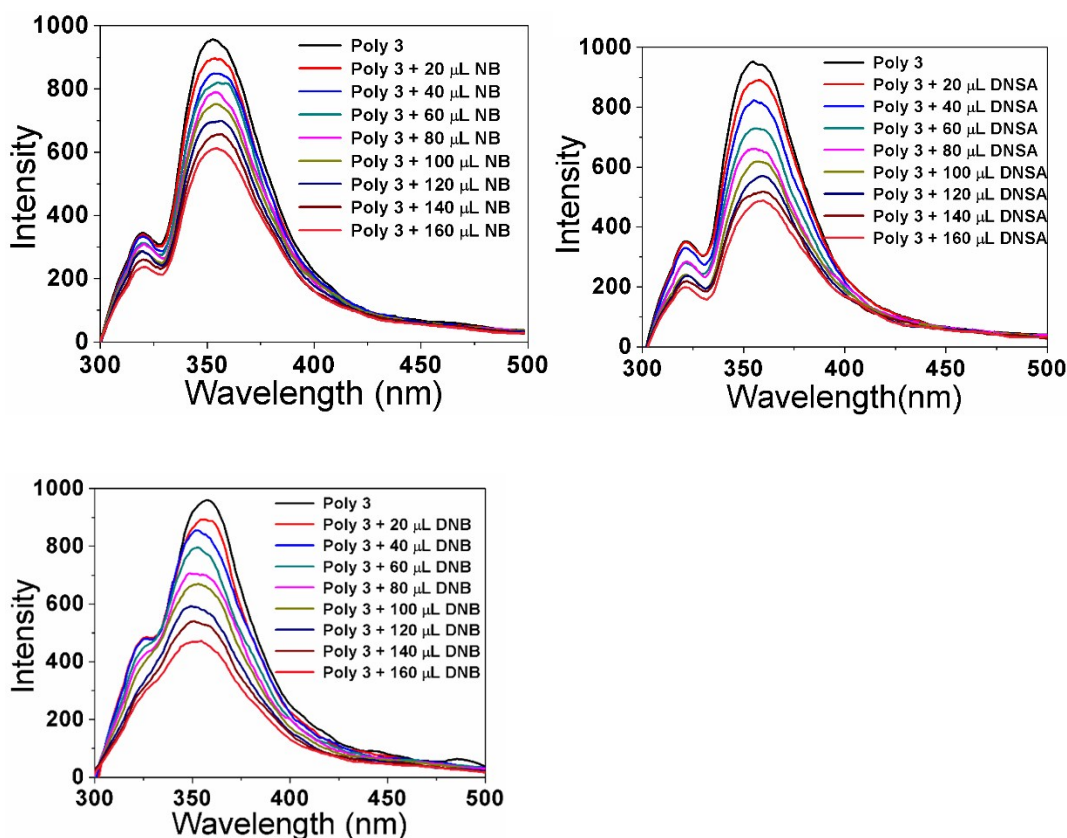 1000
800
600
400
200
0
Intensity
Poly 3
Poly 3 + 20 μL NB
Poly 3 + 40 μL NB
Poly 3 + 60 μL NB
Poly 3 + 80 μL NB
Poly 3 + 100 μL NB
Poly 3 + 120 μL NB
Poly 3 + 140 μL NB
Poly 3 + 160 μL NB
300 350 400 450 500
Wavelength (nm)
1000
800
600
400
200
0
Intensity
Poly 3
Poly 3 + 20 μL DNSA
Poly 3 + 40 μL DNSA
Poly 3 + 60 μL DNSA
Poly 3 + 80 μL DNSA
Poly 3 + 100 μL DNSA
Poly 3 + 120 μL DNSA
Poly 3 + 140 μL DNSA
Poly 3 + 160 μL DNSA
300 350 400 450 500
Wavelength(nm)
1000
800
600
400
200
0
Intensity
Poly 3
Poly 3 + 20 μL DNB
Poly 3 + 40 μL DNB
Poly 3 + 60 μL DNB
Poly 3 + 80 μL DNB
Poly 3 + 100 μL DNB
Poly 3 + 120 μL DNB
Poly 3 + 140 μL DNB
Poly 3 + 160 μL DNB
300 350 400 450 500
Wavelength (nm)